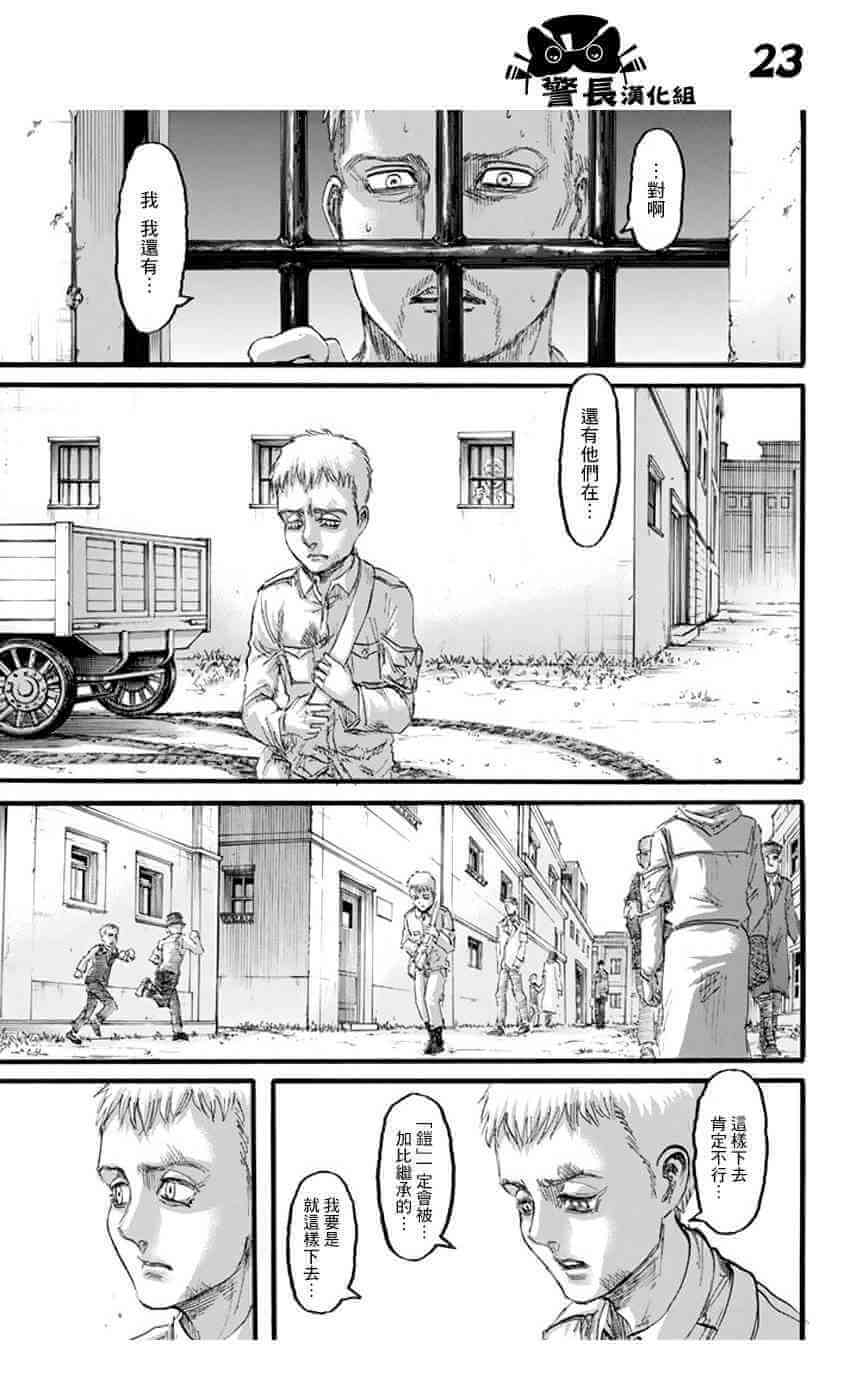 23
警長漢化組
…對啊
我 我還有…
還有他們在…
這樣下去
肯定不行…
「鎧」一定會被…
加比繼承的…
我要是
就這樣下去…